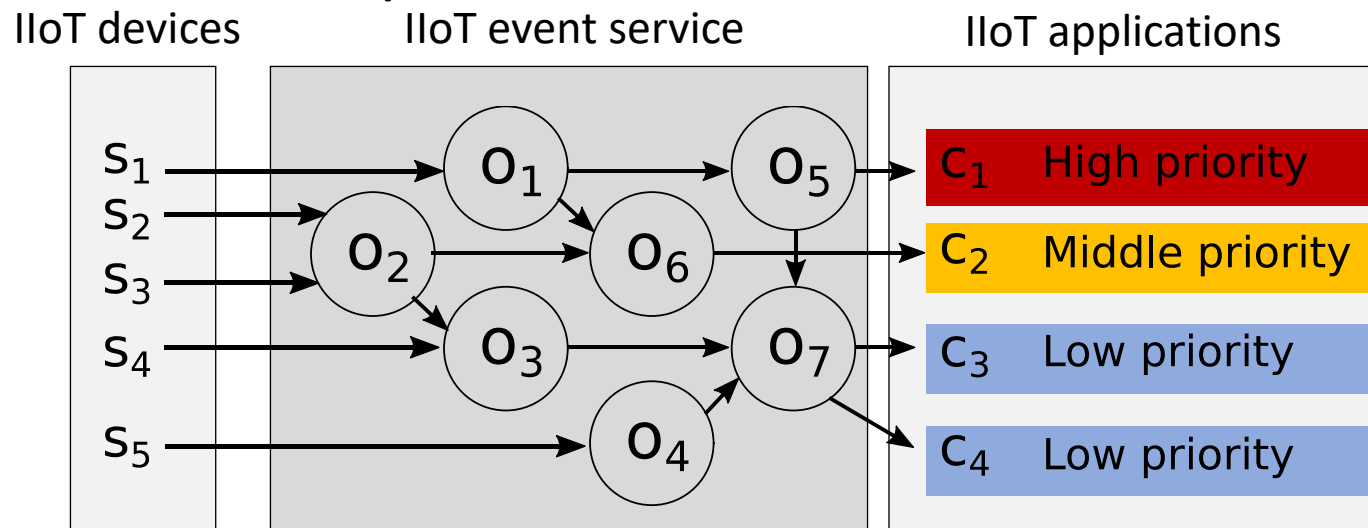 IIoT devices IIoT event service IIoT applications
s1 o1 o5 c1 High priority
s2
o2 o6 c2 Middle priority
s3
s4 o3 o7 c3 Low priority
s5 o4 c4 Low priority